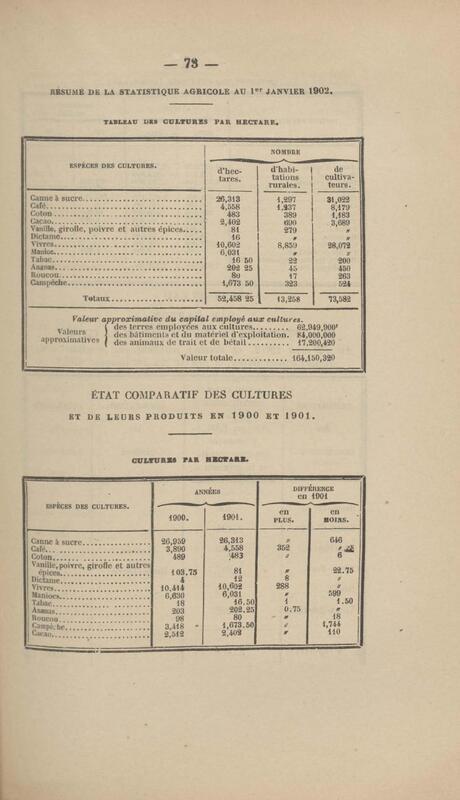 — 73 —
RÉSUMÉ DE LA STATISTIQUE AGRICOLE AU 1er JANVIER 1902.
TABLEAU DES CULTURES PAR HECTARE.
ESPÈCES DES CULTURES. NOMBRE
d'hectares. d'habitations rurales. de cultivateurs.
Canne à sucre 26,313 1,297 31,022
Café 4,558 1,237 8,179
Coton 483 389 1,183
Cacao 2,402 690 3,689
Vanille, girofle, poivre et autres épices 81 279 »
Dictame 16 » »
Vivres 10,602 8,859 28,072
Manioc 6,031 » »
Tabac 16 50 22 200
Ananas 202 25 45 450
Roucou 80 17 263
Campêche 1,673 50 323 524
Totaux 52,458 25 13,258 73,582
Valeur approximative du capital employé aux cultures.
Valeurs approximatives
des terres employées aux cultures 62,949,900f
des bâtiments et du matériel d'exploitation. 84,000,000
des animaux de trait et de bétail 17,200,420
Valeur totale 164,150,320
ÉTAT COMPARATIF DES CULTURES
ET DE LEURS PRODUITS EN 1900 ET 1901.
CULTURES PAR HECTARE.
ESPÈCES DES CULTURES. ANNÉES DIFFÉRENCE en 1901
1900. 1901. en PLUS. en MOINS.
Canne à sucre 26,959 26,313 » 646
Café 3,890 4,558 352 »
Coton 489 483 » 6
Vanille, poivre, girofle et autres
épices 103.75 81 » 22.75
Dictame 4 12 8 »
Vivres 10,414 10,602 288 »
Maniocs 6,630 6,031 » 599
Tabac 18 16.50 1 1.50
Ananas 203 202.25 0.75 »
Roucou 98 80 » 18
Campêche 3,418 1,673.50 » 1,744
Cacao 2,512 2,402 » 110